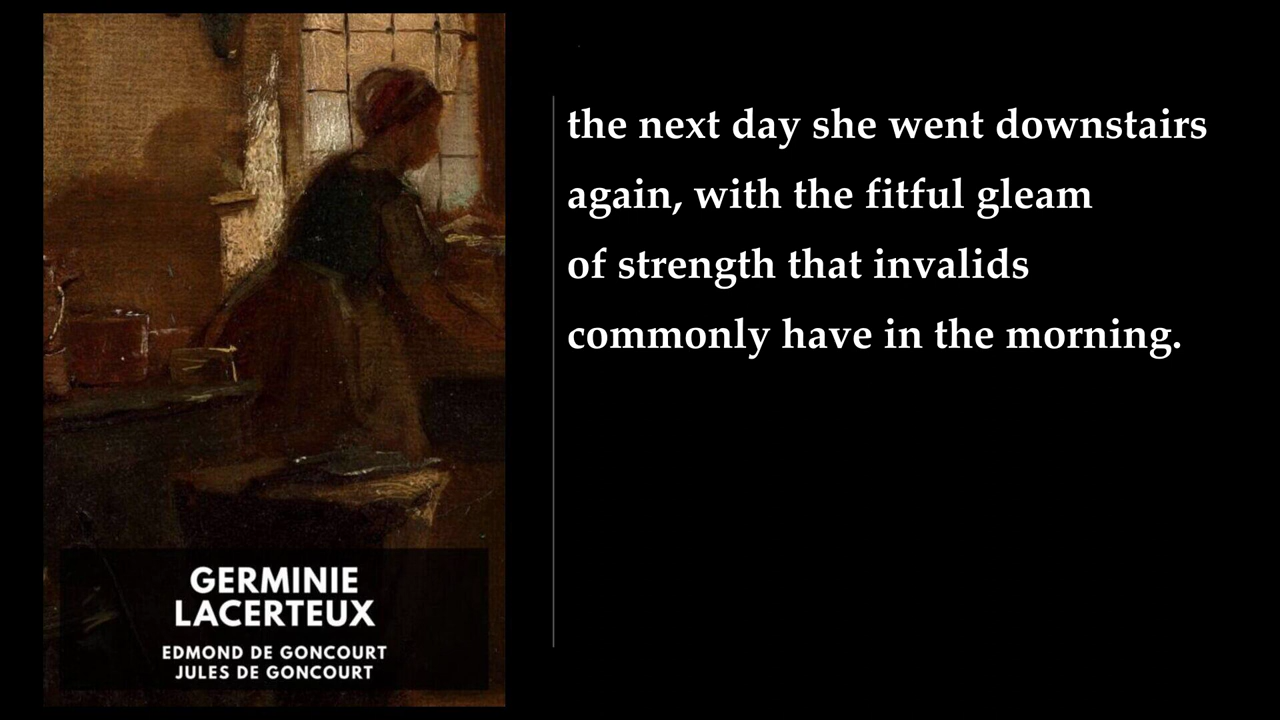 the next day she went downstairs
again, with the fitful gleam
of strength that invalids
commonly have in the morning.
GERMINIE
LACERTEUX
EDMOND DE GONCOURT
JULES DE GONCOURT